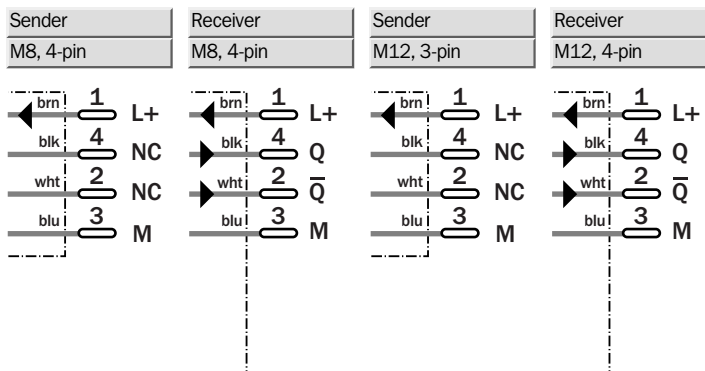 Sender
M8, 4-pin
brn 1 L+
blk 4 NC
wht 2 NC
blu 3 M
Receiver
M8, 4-pin
brn 1 L+
blk 4 Q
wht 2 Q̅
blu 3 M
Sender
M12, 3-pin
brn 1 L+
blk 4 NC
wht 2 NC
blu 3 M
Receiver
M12, 4-pin
brn 1 L+
blk 4 Q
wht 2 Q̅
blu 3 M